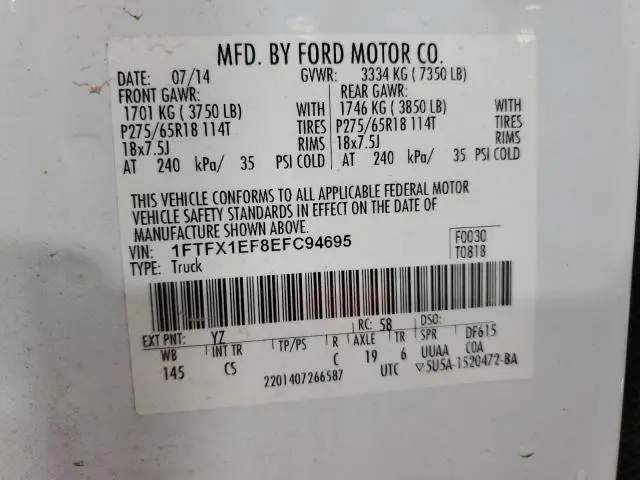 MFD. BY FORD MOTOR CO.
DATE: 07/14 GVWR: 3334 KG ( 7350 LB)
FRONT GAWR: REAR GAWR:
1701 KG ( 3750 LB) WITH 1746 KG ( 3850 LB) WITH
P275/65R18 114T TIRES P275/65R18 114T TIRES
18x7.5J RIMS 18x7.5J RIMS
AT 240 kPa/ 35 PSI COLD AT 240 kPa/ 35 PSI COLD
THIS VEHICLE CONFORMS TO ALL APPLICABLE FEDERAL MOTOR
VEHICLE SAFETY STANDARDS IN EFFECT ON THE DATE OF
MANUFACTURE SHOWN ABOVE.
VIN: 1FTFX1EF8EFC94695 F0030
TYPE: Truck T0818
EXT PNT: YZ RC: 58 DSO:
WB INT TR TP/PS R AXLE TR SPR DF615
145 CS C 19 6 UUAA COA
2201407266587 UTC ▽5U5A-1520472-BA